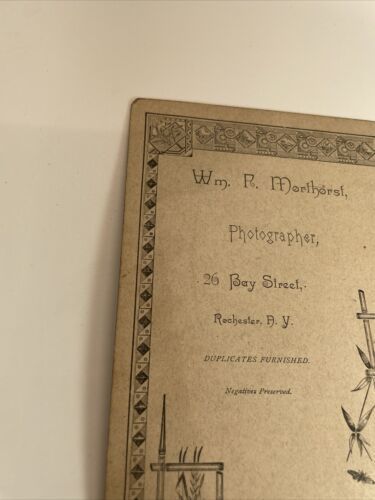 Wm. F. Morthorst,
Photographer,
26 Bay Street,
Rochester, N. Y.
DUPLICATES FURNISHED.
Negatives Preserved.